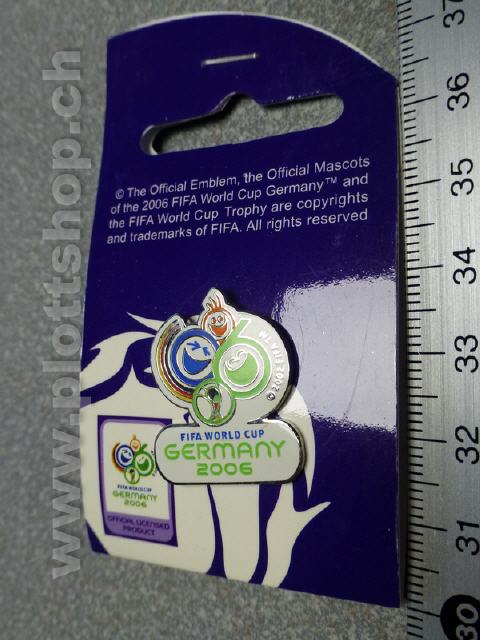 © The Official Emblem, the Official Mascots
of the 2006 FIFA World Cup Germany™ and
the FIFA World Cup Trophy are copyrights
and trademarks of FIFA. All rights reserved
FIFA WORLD CUP
GERMANY
2006
FIFA WORLD CUP
GERMANY
2006
OFFICIAL LICENSED
PRODUCT
www.plottshop.ch
37
36
35
34
33
32
31
30